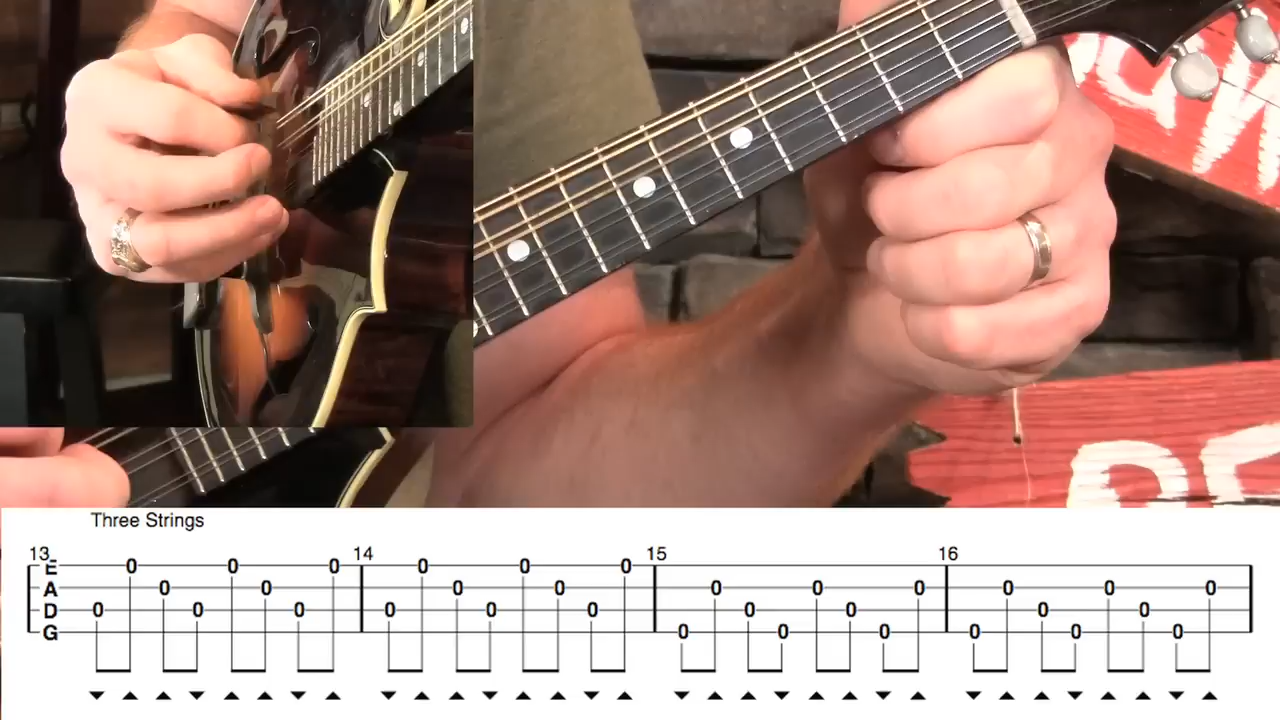 Three Strings
13 14 15 16
E 0 0 0 0 0 0
A 0 0 0 0 0 0 0 0 0 0
D 0 0 0 0 0 0 0 0 0 0
G 0 0 0 0 0 0